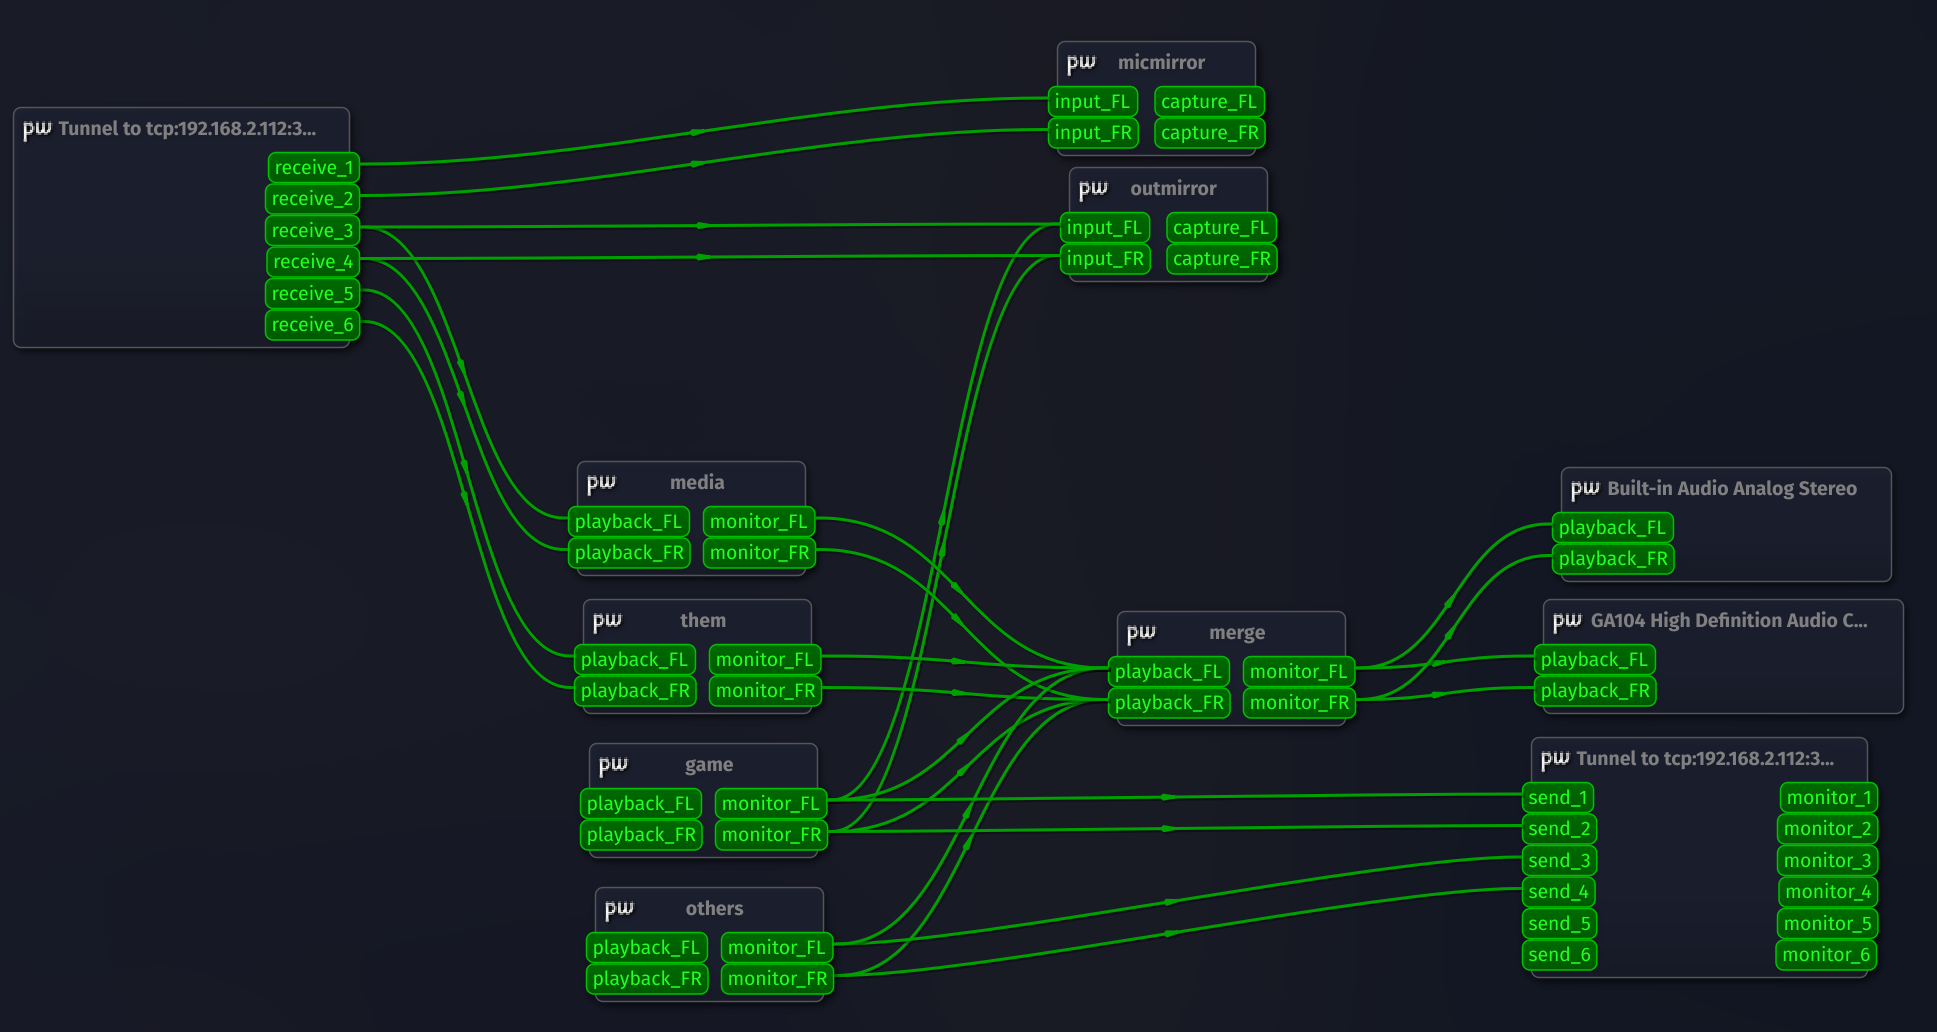 pw micmirror
input_FL capture_FL
input_FR capture_FR
pw Tunnel to tcp:192.168.2.112:3...
receive_1
receive_2
receive_3
receive_4
receive_5
receive_6
pw outmirror
input_FL capture_FL
input_FR capture_FR
pw media
playback_FL monitor_FL
playback_FR monitor_FR
pw Built-in Audio Analog Stereo
playback_FL
playback_FR
pw them
playback_FL monitor_FL
playback_FR monitor_FR
pw merge
playback_FL monitor_FL
playback_FR monitor_FR
pw GA104 High Definition Audio C...
playback_FL
playback_FR
pw game
playback_FL monitor_FL
playback_FR monitor_FR
pw Tunnel to tcp:192.168.2.112:3...
send_1 monitor_1
send_2 monitor_2
send_3 monitor_3
send_4 monitor_4
send_5 monitor_5
send_6 monitor_6
pw others
playback_FL monitor_FL
playback_FR monitor_FR